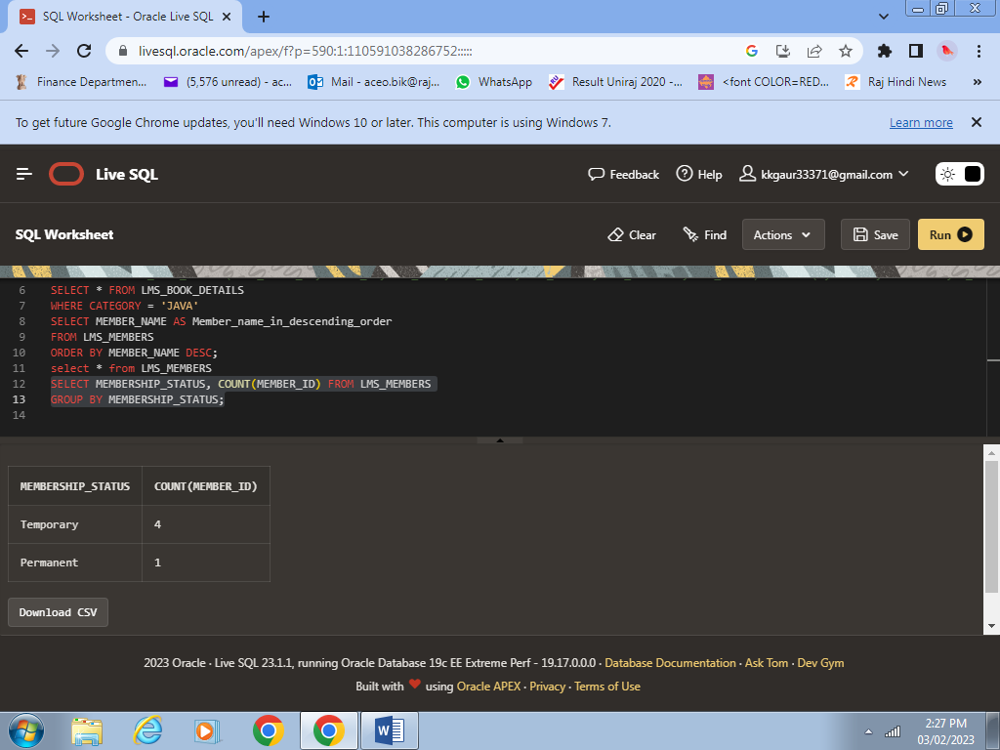 SQL Worksheet - Oracle Live SQL
livesql.oracle.com/apex/f?p=590:1:110591038286752:::::
Finance Departmen... (5,576 unread) - ac... Mail - aceo.bik@raj... WhatsApp Result Uniraj 2020 -... <font COLOR=RED... Raj Hindi News
To get future Google Chrome updates, you'll need Windows 10 or later. This computer is using Windows 7. Learn more
Live SQL Feedback Help kkgaur33371@gmail.com
SQL Worksheet Clear Find Actions Save Run
6 SELECT * FROM LMS_BOOK_DETAILS
7 WHERE CATEGORY = 'JAVA'
8 SELECT MEMBER_NAME AS Member_name_in_descending_order
9 FROM LMS_MEMBERS
10 ORDER BY MEMBER_NAME DESC;
11 select * from LMS_MEMBERS
12 SELECT MEMBERSHIP_STATUS, COUNT(MEMBER_ID) FROM LMS_MEMBERS
13 GROUP BY MEMBERSHIP_STATUS;
14
MEMBERSHIP_STATUS COUNT(MEMBER_ID)
Temporary 4
Permanent 1
Download CSV
2023 Oracle · Live SQL 23.1.1, running Oracle Database 19c EE Extreme Perf - 19.17.0.0.0 · Database Documentation · Ask Tom · Dev Gym
Built with ❤ using Oracle APEX · Privacy · Terms of Use
2:27 PM
03/02/2023